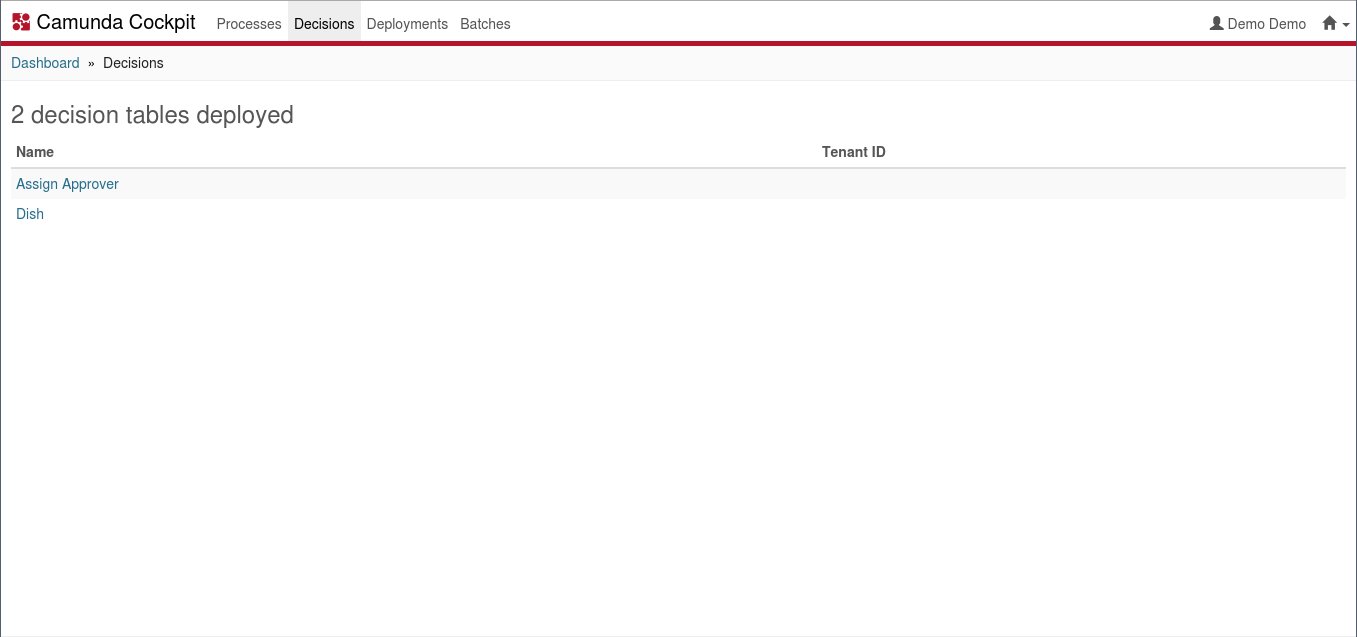 Camunda Cockpit Processes Decisions Deployments Batches Demo Demo
Dashboard » Decisions
2 decision tables deployed
Name Tenant ID
Assign Approver
Dish